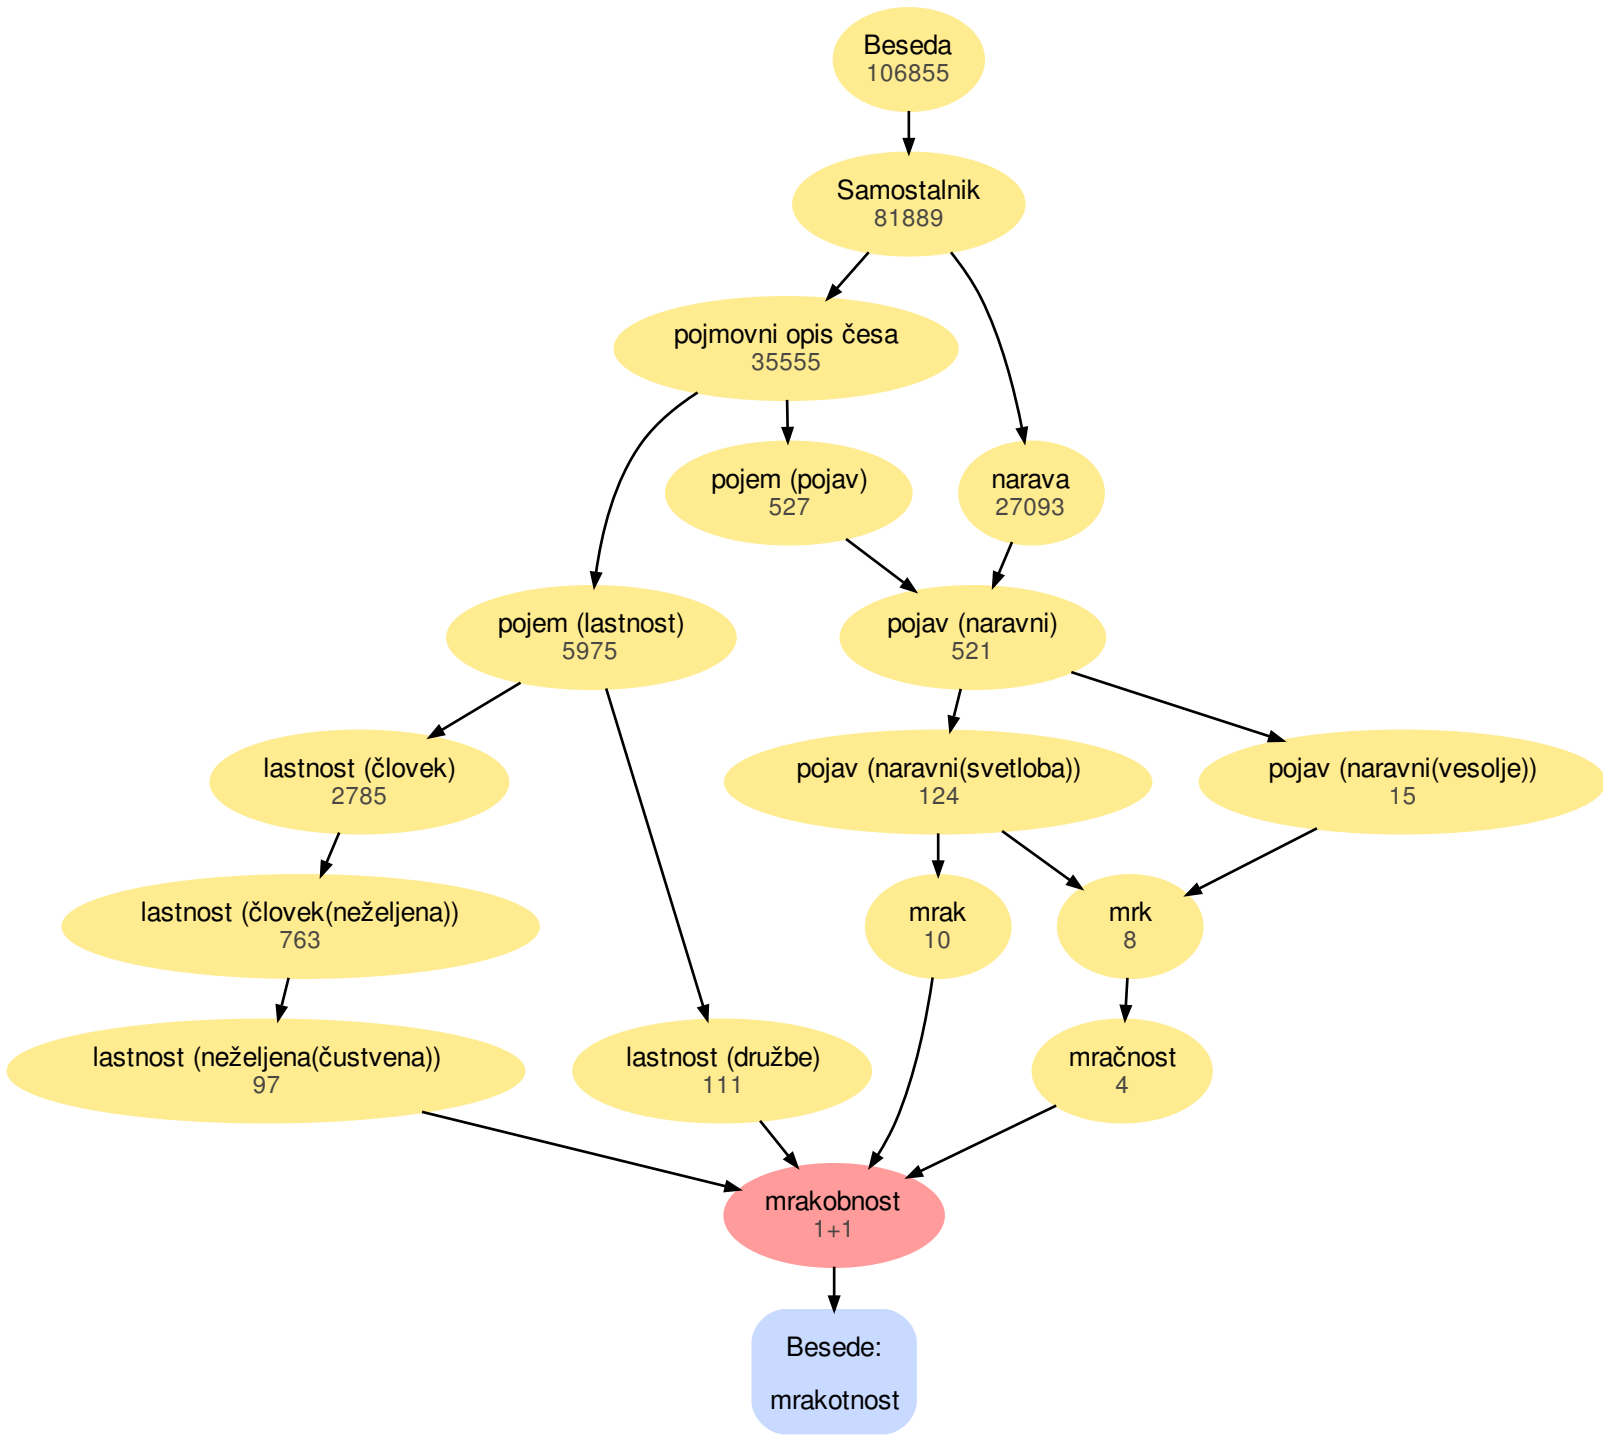 Beseda
106855
Samostalnik
81889
pojmovni opis česa
35555
pojem (pojav)
527
narava
27093
pojem (lastnost)
5975
pojav (naravni)
521
lastnost (človek)
2785
pojav (naravni(svetloba))
124
pojav (naravni(vesolje))
15
lastnost (človek(neželjena))
763
mrak
10
mrk
8
lastnost (neželjena(čustvena))
97
lastnost (družbe)
111
mračnost
4
mrakobnost
1+1
Besede:
mrakotnost